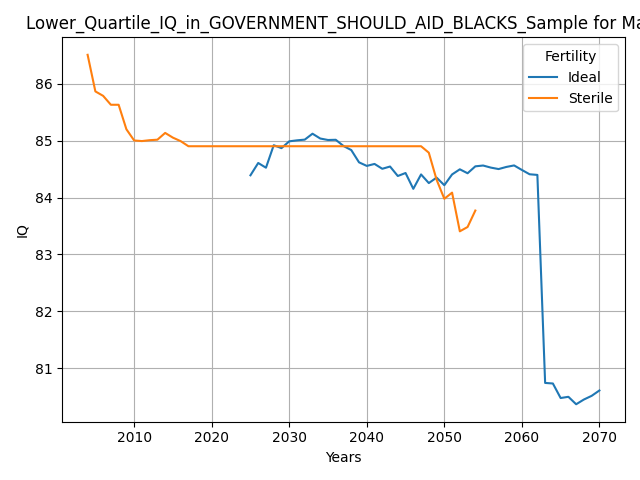 Lower_Quartile_IQ_in_GOVERNMENT_SHOULD_AID_BLACKS_Sample for Ma
Fertility
Ideal
Sterile
IQ
86
85
84
83
82
81
2010 2020 2030 2040 2050 2060 2070
Years